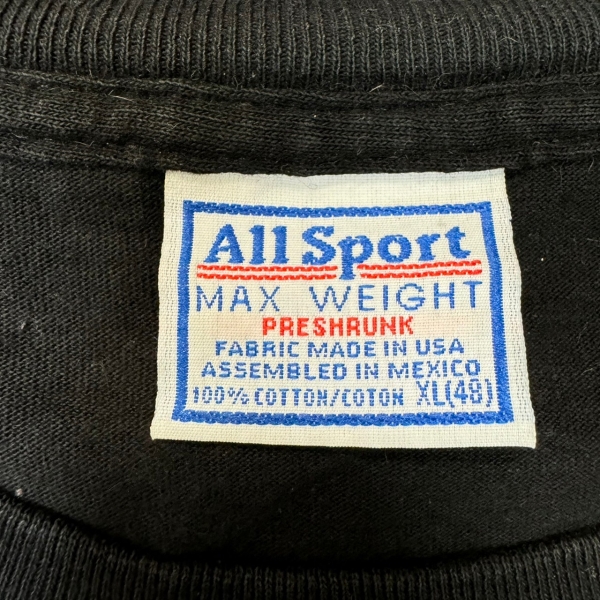 All Sport
MAX WEIGHT
PRESHRUNK
FABRIC MADE IN USA
ASSEMBLED IN MEXICO
100% COTTON/COTON XL(48)